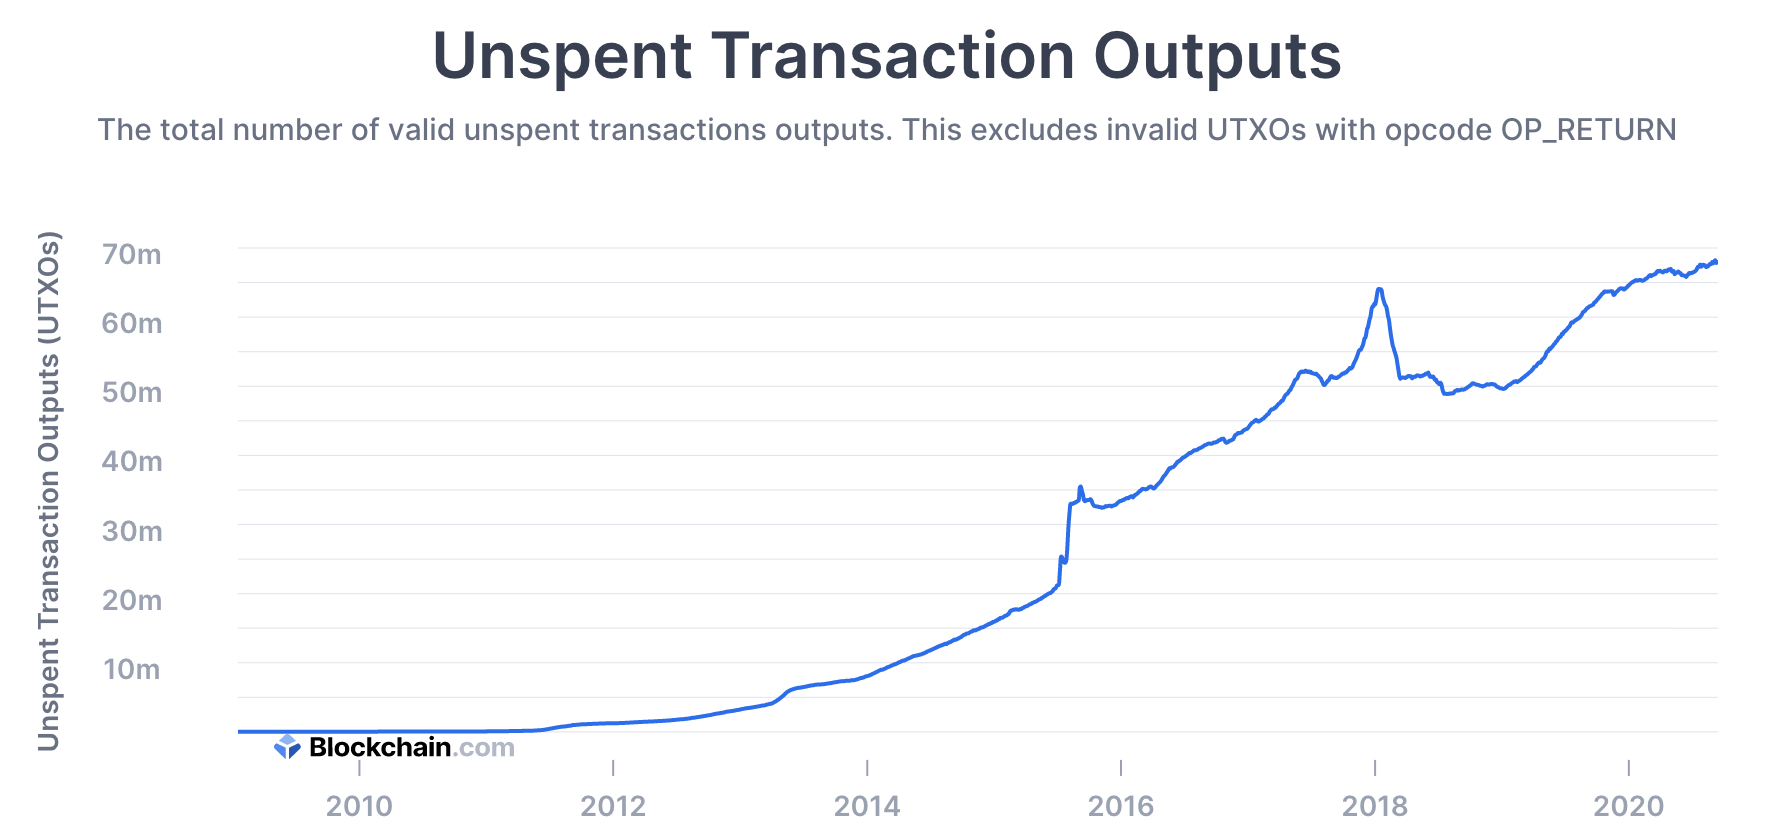 Unspent Transaction Outputs
The total number of valid unspent transactions outputs. This excludes invalid UTXOs with opcode OP_RETURN
Unspent Transaction Outputs (UTXOs)
70m
60m
50m
40m
30m
20m
10m
Blockchain.com
2010
2012
2014
2016
2018
2020